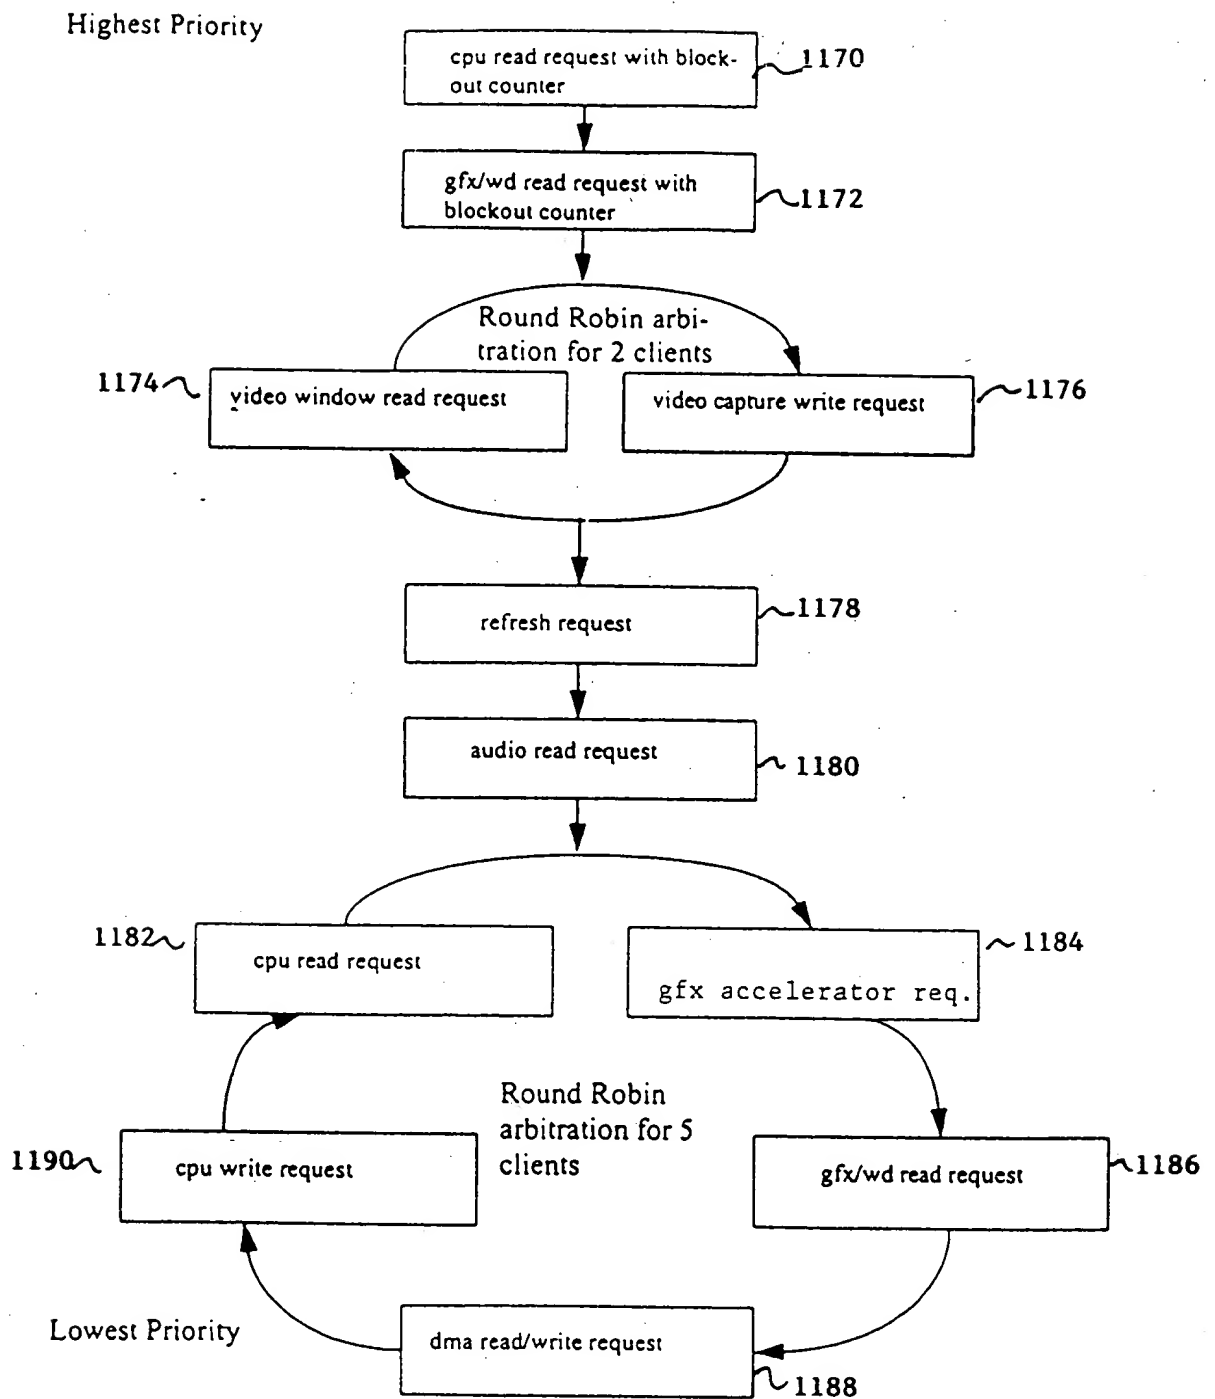 Highest Priority
cpu read request with block-
out counter
1170
gfx/wd read request with
blockout counter
1172
Round Robin arbi-
tration for 2 clients
1174
video window read request
video capture write request
1176
refresh request
1178
audio read request
1180
1182
cpu read request
gfx accelerator req.
1184
Round Robin
arbitration for 5
clients
1190
cpu write request
gfx/wd read request
1186
Lowest Priority
dma read/write request
1188